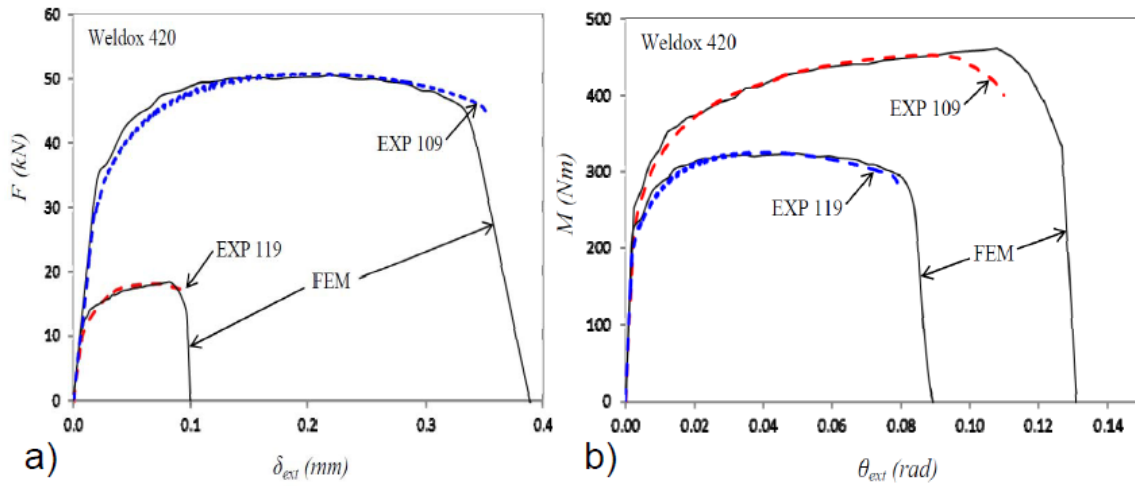 Weldox 420
F (kN)
60
50
40
30
20
10
0
EXP 109
EXP 119
FEM
0.0
0.1
0.2
0.3
0.4
δext (mm)
a)
Weldox 420
M (Nm)
500
400
300
200
100
0
EXP 109
EXP 119
FEM
0.00
0.02
0.04
0.06
0.08
0.10
0.12
0.14
θext (rad)
b)